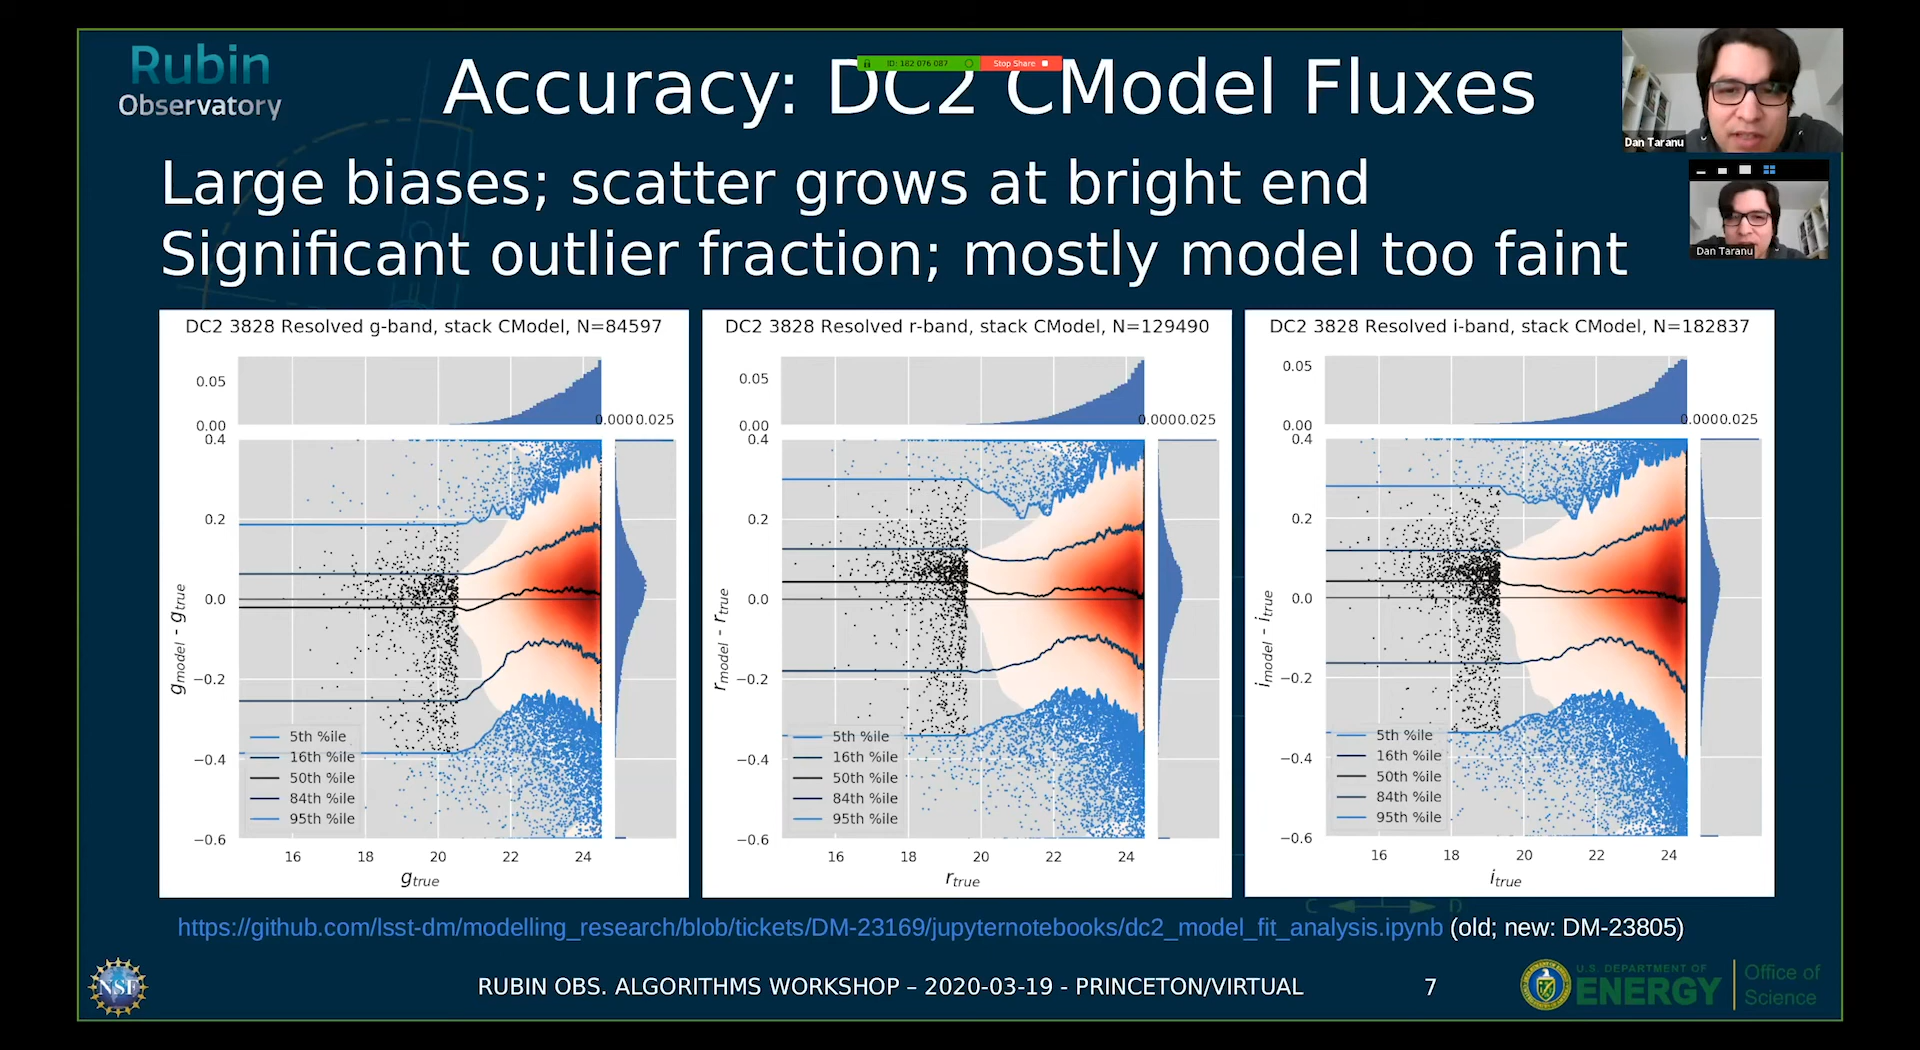 Rubin
Observatory
Accuracy: DC2 CModel Fluxes
ID: 182 076 087
Stop Share
Dan Taranu
Dan Taranu
Large biases; scatter grows at bright end
Significant outlier fraction; mostly model too faint
DC2 3828 Resolved g-band, stack CModel, N=84597
0.05
0.00
0.000 0.025
0.4
0.2
0.0
−0.2
−0.4
−0.6
g_model - g_true
5th %ile
16th %ile
50th %ile
84th %ile
95th %ile
16 18 20 22 24
g_true
DC2 3828 Resolved r-band, stack CModel, N=129490
0.05
0.00
0.000 0.025
0.4
0.2
0.0
−0.2
−0.4
−0.6
r_model - r_true
5th %ile
16th %ile
50th %ile
84th %ile
95th %ile
16 18 20 22 24
r_true
DC2 3828 Resolved i-band, stack CModel, N=182837
0.05
0.00
0.000 0.025
0.4
0.2
0.0
−0.2
−0.4
−0.6
i_model - i_true
5th %ile
16th %ile
50th %ile
84th %ile
95th %ile
16 18 20 22 24
i_true
C D
https://github.com/lsst-dm/modelling_research/blob/tickets/DM-23169/jupyternotebooks/dc2_model_fit_analysis.ipynb (old; new: DM-23805)
NSF
RUBIN OBS. ALGORITHMS WORKSHOP – 2020-03-19 - PRINCETON/VIRTUAL
7
U.S. DEPARTMENT OF
ENERGY
Office of
Science